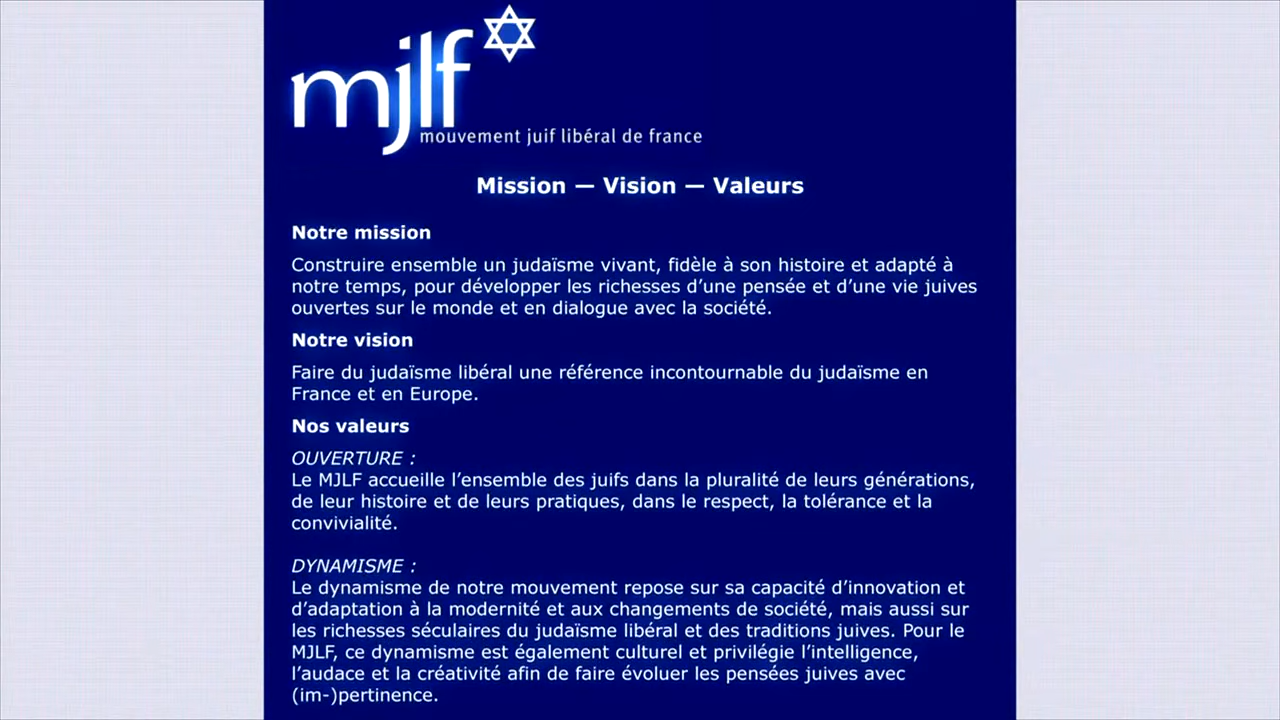 mjlf
mouvement juif libéral de france
Mission — Vision — Valeurs
Notre mission
Construire ensemble un judaïsme vivant, fidèle à son histoire et adapté à
notre temps, pour développer les richesses d’une pensée et d’une vie juives
ouvertes sur le monde et en dialogue avec la société.
Notre vision
Faire du judaïsme libéral une référence incontournable du judaïsme en
France et en Europe.
Nos valeurs
OUVERTURE :
Le MJLF accueille l’ensemble des juifs dans la pluralité de leurs générations,
de leur histoire et de leurs pratiques, dans le respect, la tolérance et la
convivialité.
DYNAMISME :
Le dynamisme de notre mouvement repose sur sa capacité d’innovation et
d’adaptation à la modernité et aux changements de société, mais aussi sur
les richesses séculaires du judaïsme libéral et des traditions juives. Pour le
MJLF, ce dynamisme est également culturel et privilégie l’intelligence,
l’audace et la créativité afin de faire évoluer les pensées juives avec
(im-)pertinence.